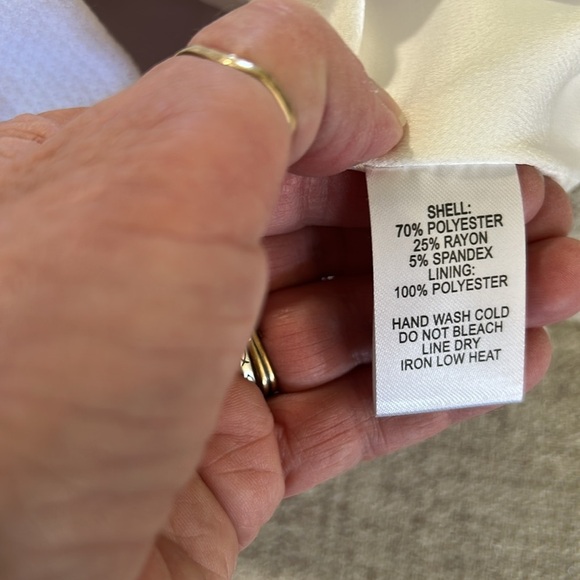 SHELL:
70% POLYESTER
25% RAYON
5% SPANDEX
LINING:
100% POLYESTER
HAND WASH COLD
DO NOT BLEACH
LINE DRY
IRON LOW HEAT